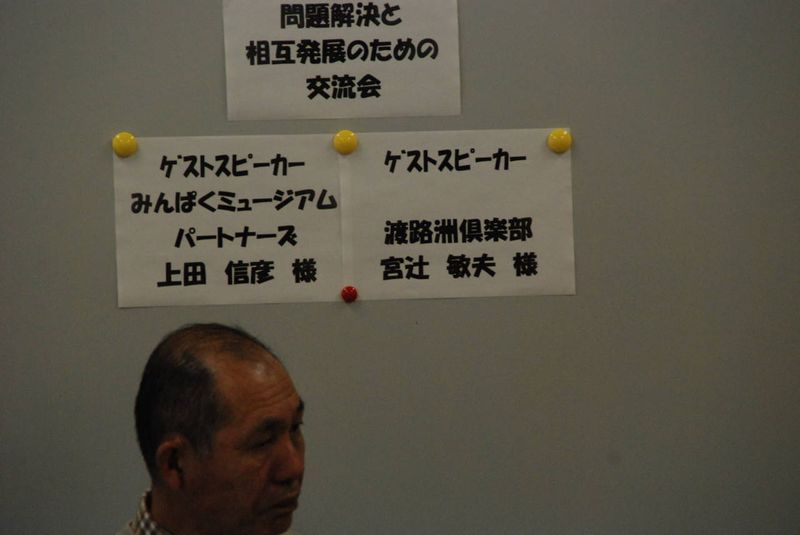 問題解決と
相互発展のための
交流会
ゲストスピーカー
みんぱくミュージアム
パートナーズ
上田 信彦 様
ゲストスピーカー
渡路洲倶楽部
宮辻 敏夫 様